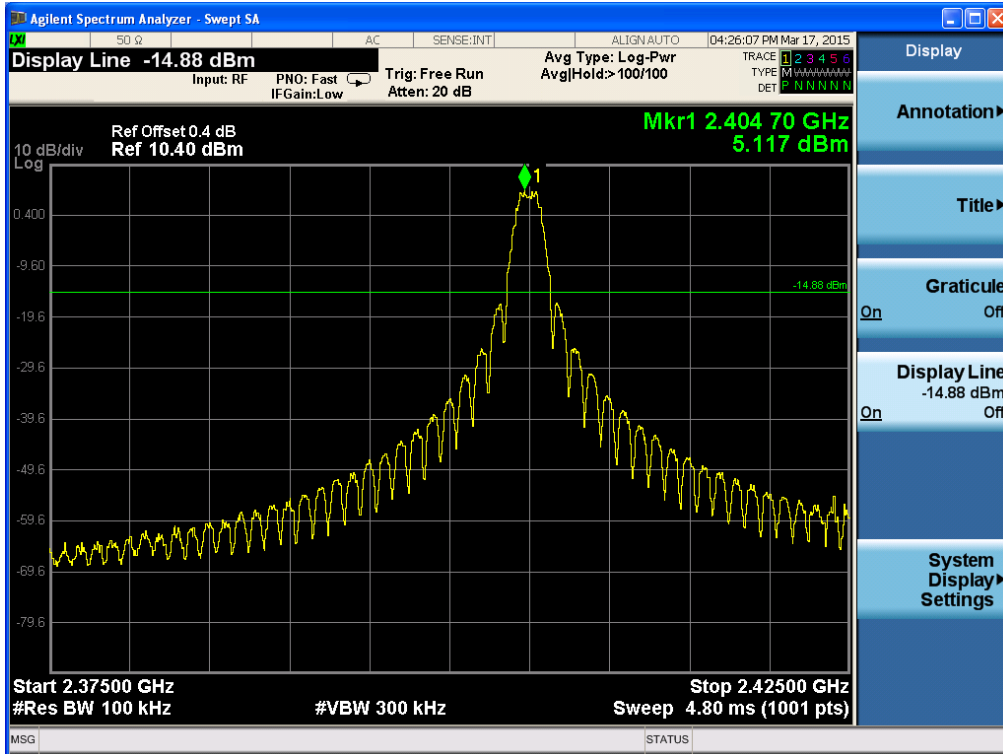 Agilent Spectrum Analyzer - Swept SA
LXI 50 Ω AC SENSE:INT ALIGN AUTO 04:26:07 PM Mar 17, 2015
Display Line -14.88 dBm
Input: RF PNO: Fast
IFGain:Low
Trig: Free Run
Atten: 20 dB
Avg Type: Log-Pwr
Avg|Hold:>100/100
TRACE 1 2 3 4 5 6
TYPE M WWWWW
DET P N N N N N
Display
Annotation
Title
Graticule
On Off
Display Line
-14.88 dBm
On Off
System
Display
Settings
Mkr1 2.404 70 GHz
5.117 dBm
Ref Offset 0.4 dB
10 dB/div Ref 10.40 dBm
Log
1
0.400
-9.60
-14.88 dBm
-19.6
-29.6
-39.6
-49.6
-59.6
-69.6
-79.6
Start 2.37500 GHz Stop 2.42500 GHz
#Res BW 100 kHz #VBW 300 kHz Sweep 4.80 ms (1001 pts)
MSG STATUS